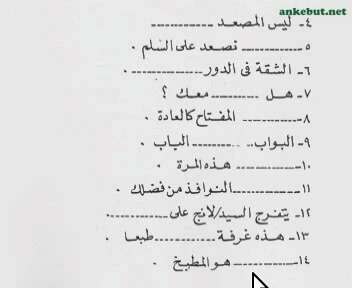 ankebut.net
٤- ليس المصعد ............
٥- ............ نصعد على السلم .
٦- الشقة فى الدور ............ .
٧- هل ............ معك ؟
٨- ............ المفتاح كالعادة .
٩- البواب.. ............ الباب .
١٠- ............ هذه المرة .
١١- ............ النوافذ من فضلك .
١٢- يتفرج السيد/لانج على ............ .
١٣- هذه غرفة ............ طبعا .
١٤- ............ هو المطبخ .